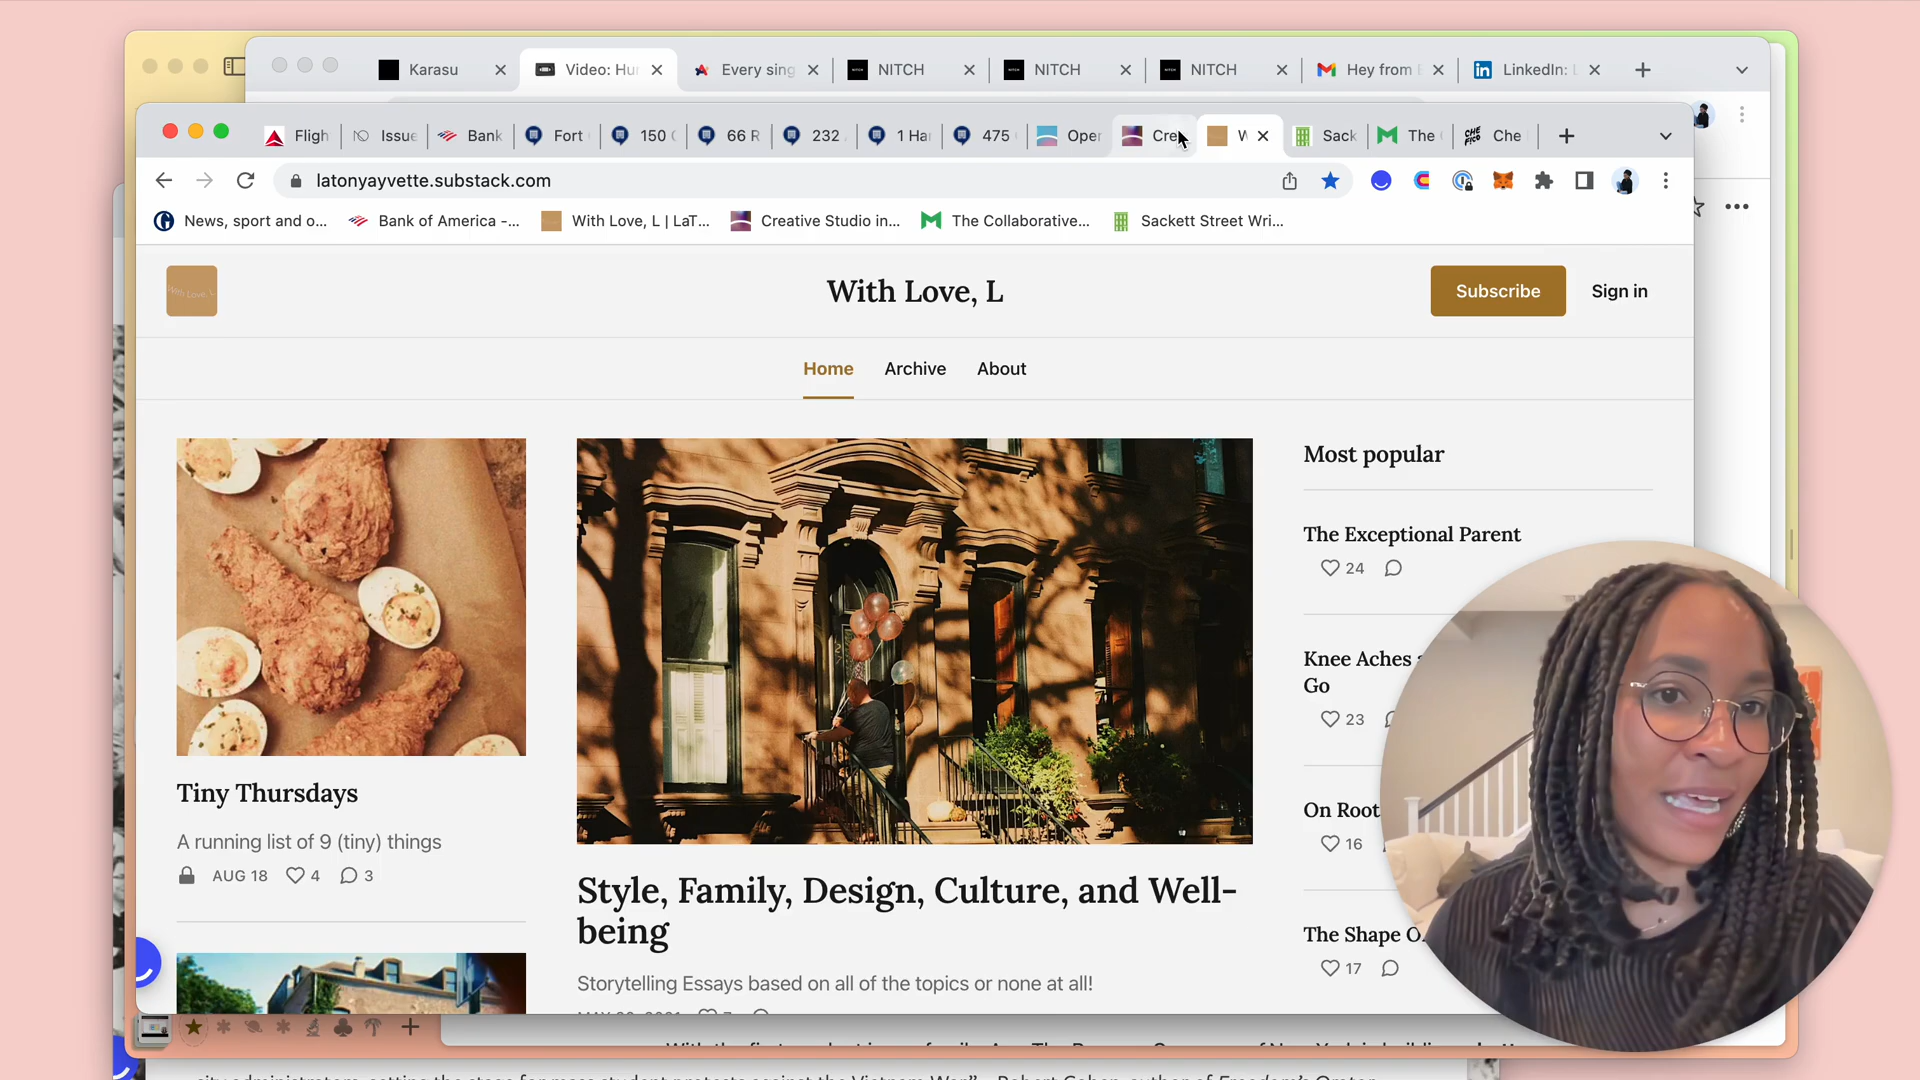 Karasu
Video: Hu
Every sing
NITCH
NITCH
NITCH
Hey from
LinkedIn:
Fligh
Issue
Bank
Fort
150
66 R
232
1 Ha
475
Oper
Cre
W
Sack
The
Che
latonyayvette.substack.com
News, sport and o...
Bank of America -...
With Love, L | LaT...
Creative Studio in...
The Collaborative...
Sackett Street Wri...
With Love, L
With Love, L
Subscribe
Sign in
Home
Archive
About
Tiny Thursdays
A running list of 9 (tiny) things
AUG 18
4
3
Style, Family, Design, Culture, and Well-
being
Storytelling Essays based on all of the topics or none at all!
Most popular
The Exceptional Parent
24
Knee Aches
Go
23
On Root
16
The Shape O
17